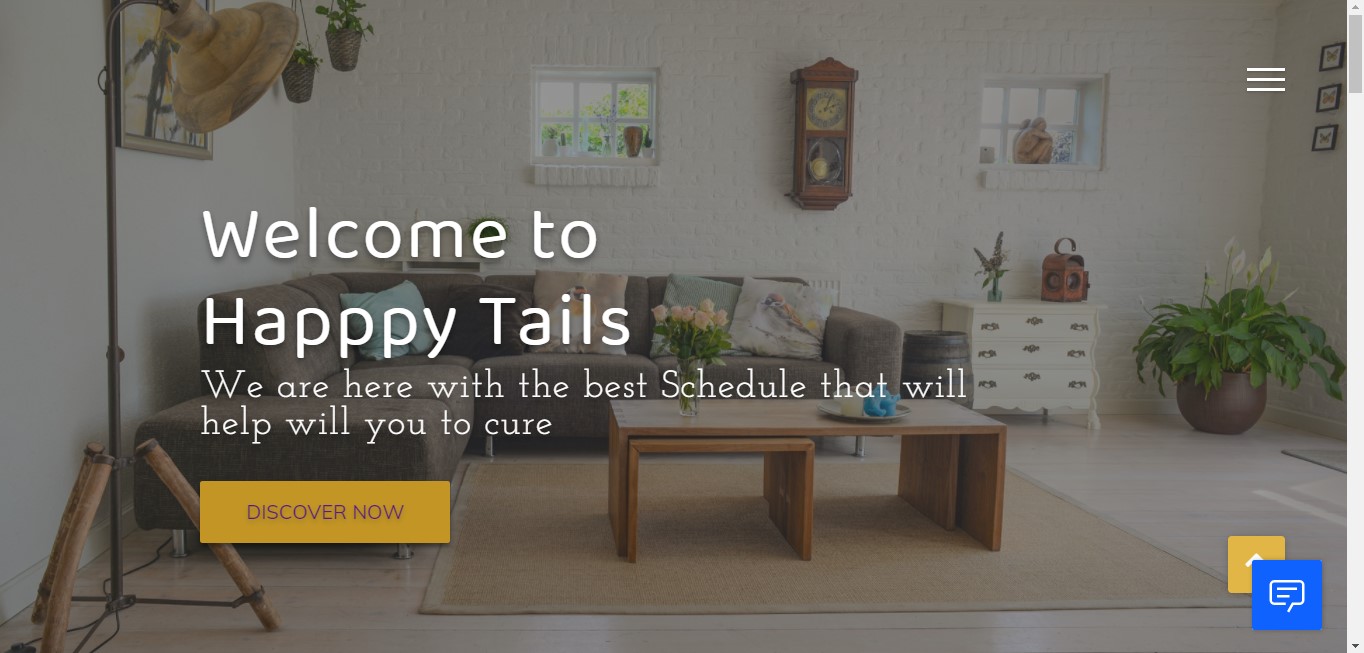 Welcome to
Happpy Tails
We are here with the best Schedule that will
help will you to cure
DISCOVER NOW